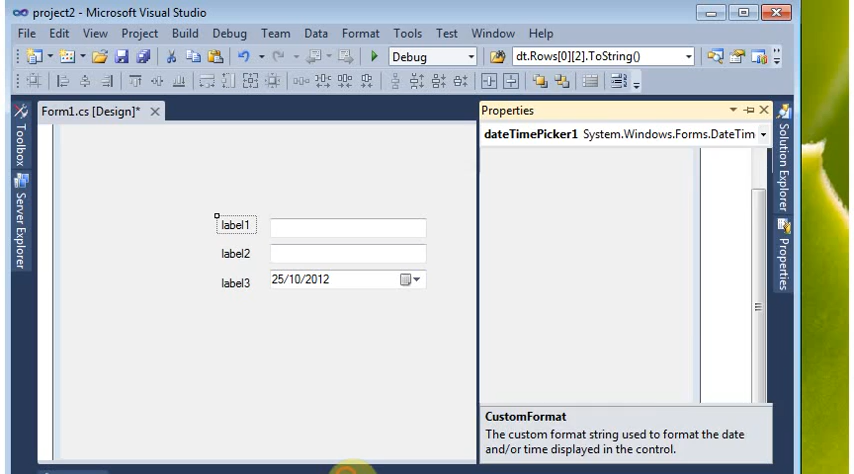 project2 - Microsoft Visual Studio
File Edit View Project Build Debug Team Data Format Tools Test Window Help
Debug dt.Rows[0][2].ToString()
Form1.cs [Design]*
Properties
dateTimePicker1 System.Windows.Forms.DateTim
Toolbox
Server Explorer
Solution Explorer
Properties
label1
label2
label3 25/10/2012
CustomFormat
The custom format string used to format the date
and/or time displayed in the control.